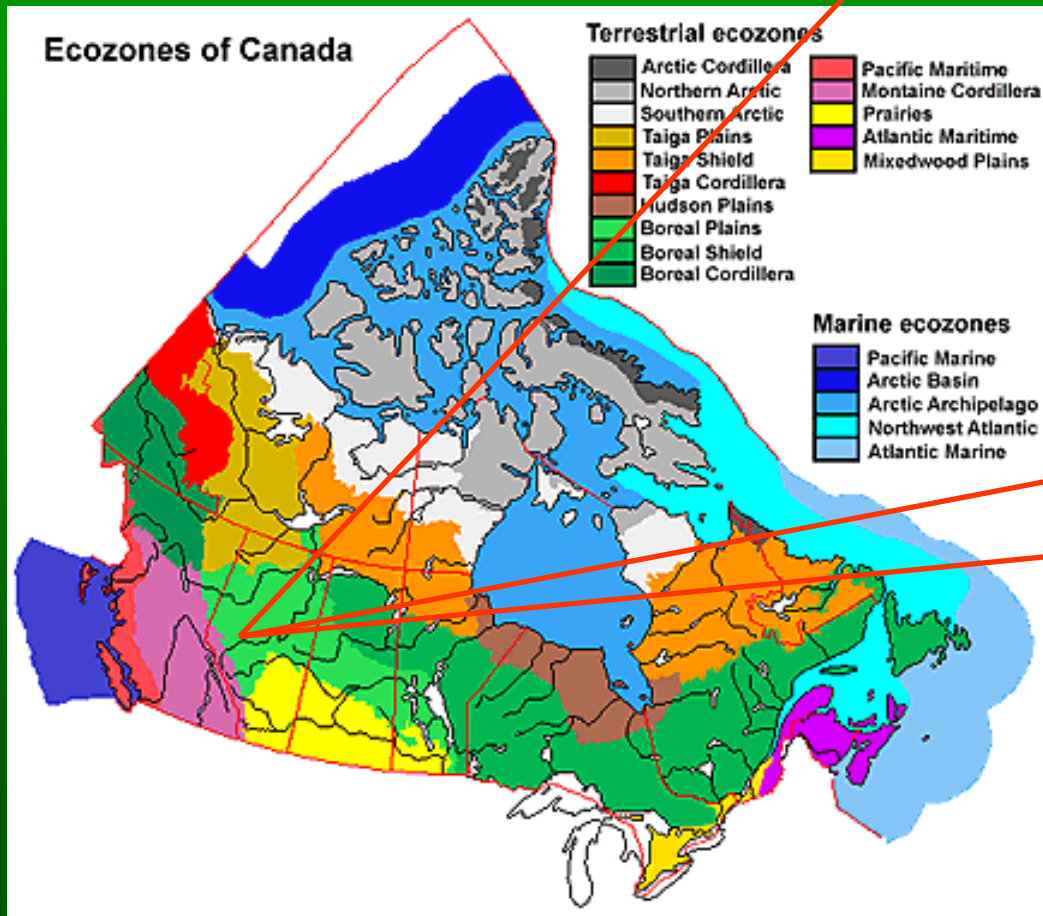 Ecozones of Canada
Terrestrial ecozones
Arctic Cordillera
Northern Arctic
Southern Arctic
Taiga Plains
Taiga Shield
Taiga Cordillera
Hudson Plains
Boreal Plains
Boreal Shield
Boreal Cordillera
Pacific Maritime
Montaine Cordillera
Prairies
Atlantic Maritime
Mixedwood Plains
Marine ecozones
Pacific Marine
Arctic Basin
Arctic Archipelago
Northwest Atlantic
Atlantic Marine